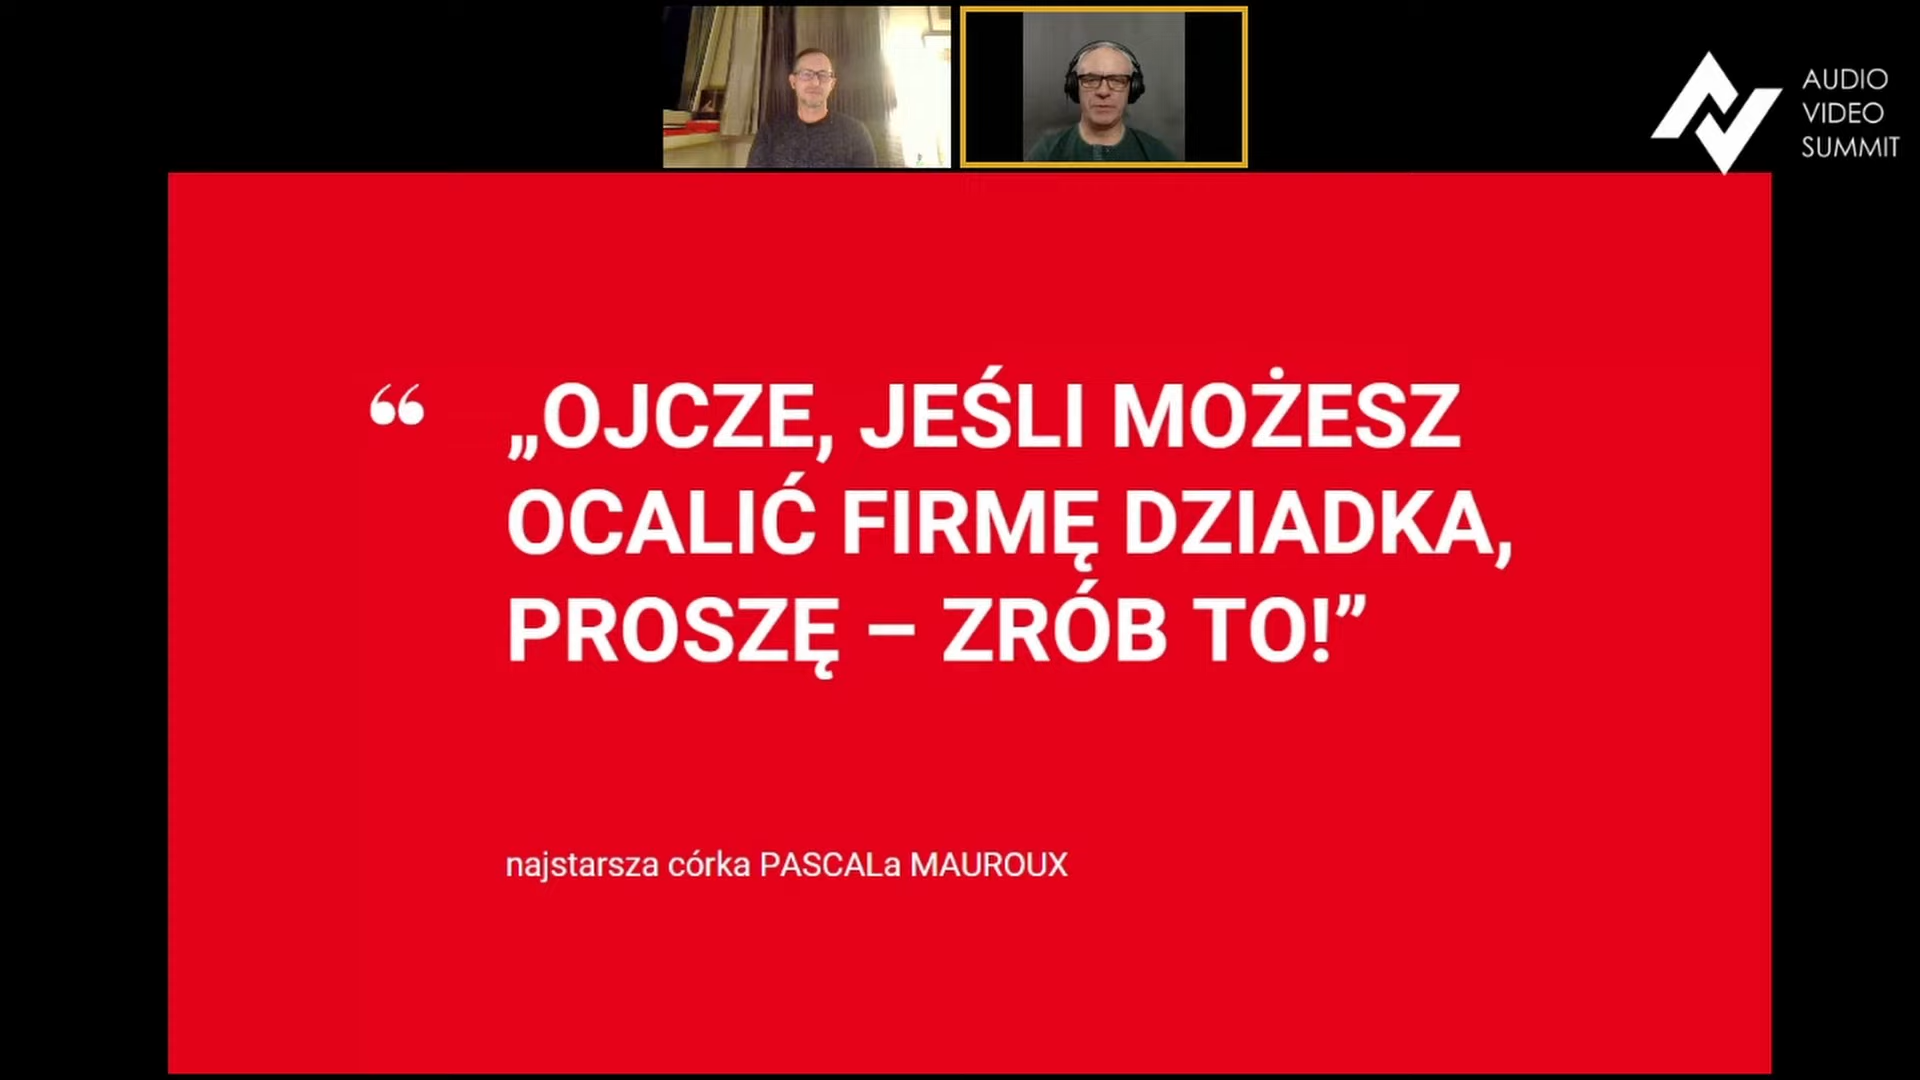 AUDIO
VIDEO
SUMMIT
“ „OJCZE, JEŚLI MOŻESZ
OCALIĆ FIRMĘ DZIADKA,
PROSZĘ – ZRÓB TO!”
najstarsza córka PASCALa MAUROUX